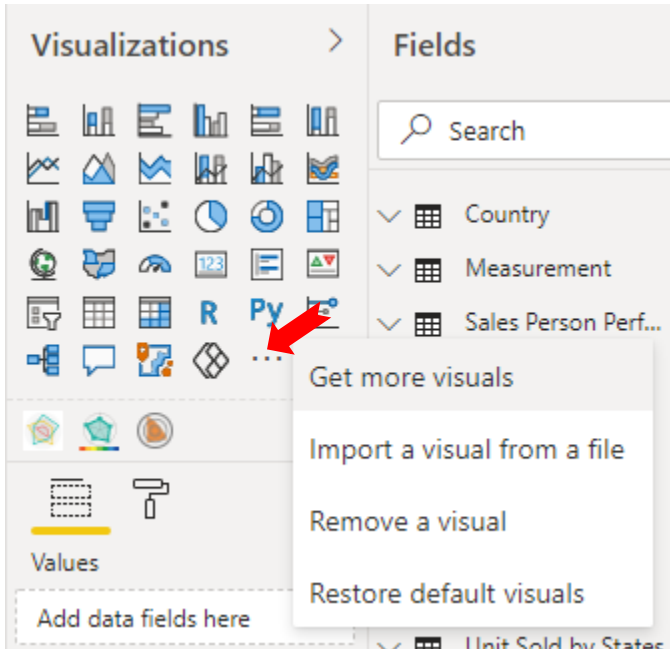 Visualizations
Fields
Search
123
R
Py
Country
Measurement
Sales Person Perf...
Get more visuals
Import a visual from a file
Remove a visual
Restore default visuals
Values
Add data fields here
Unit Sold by States